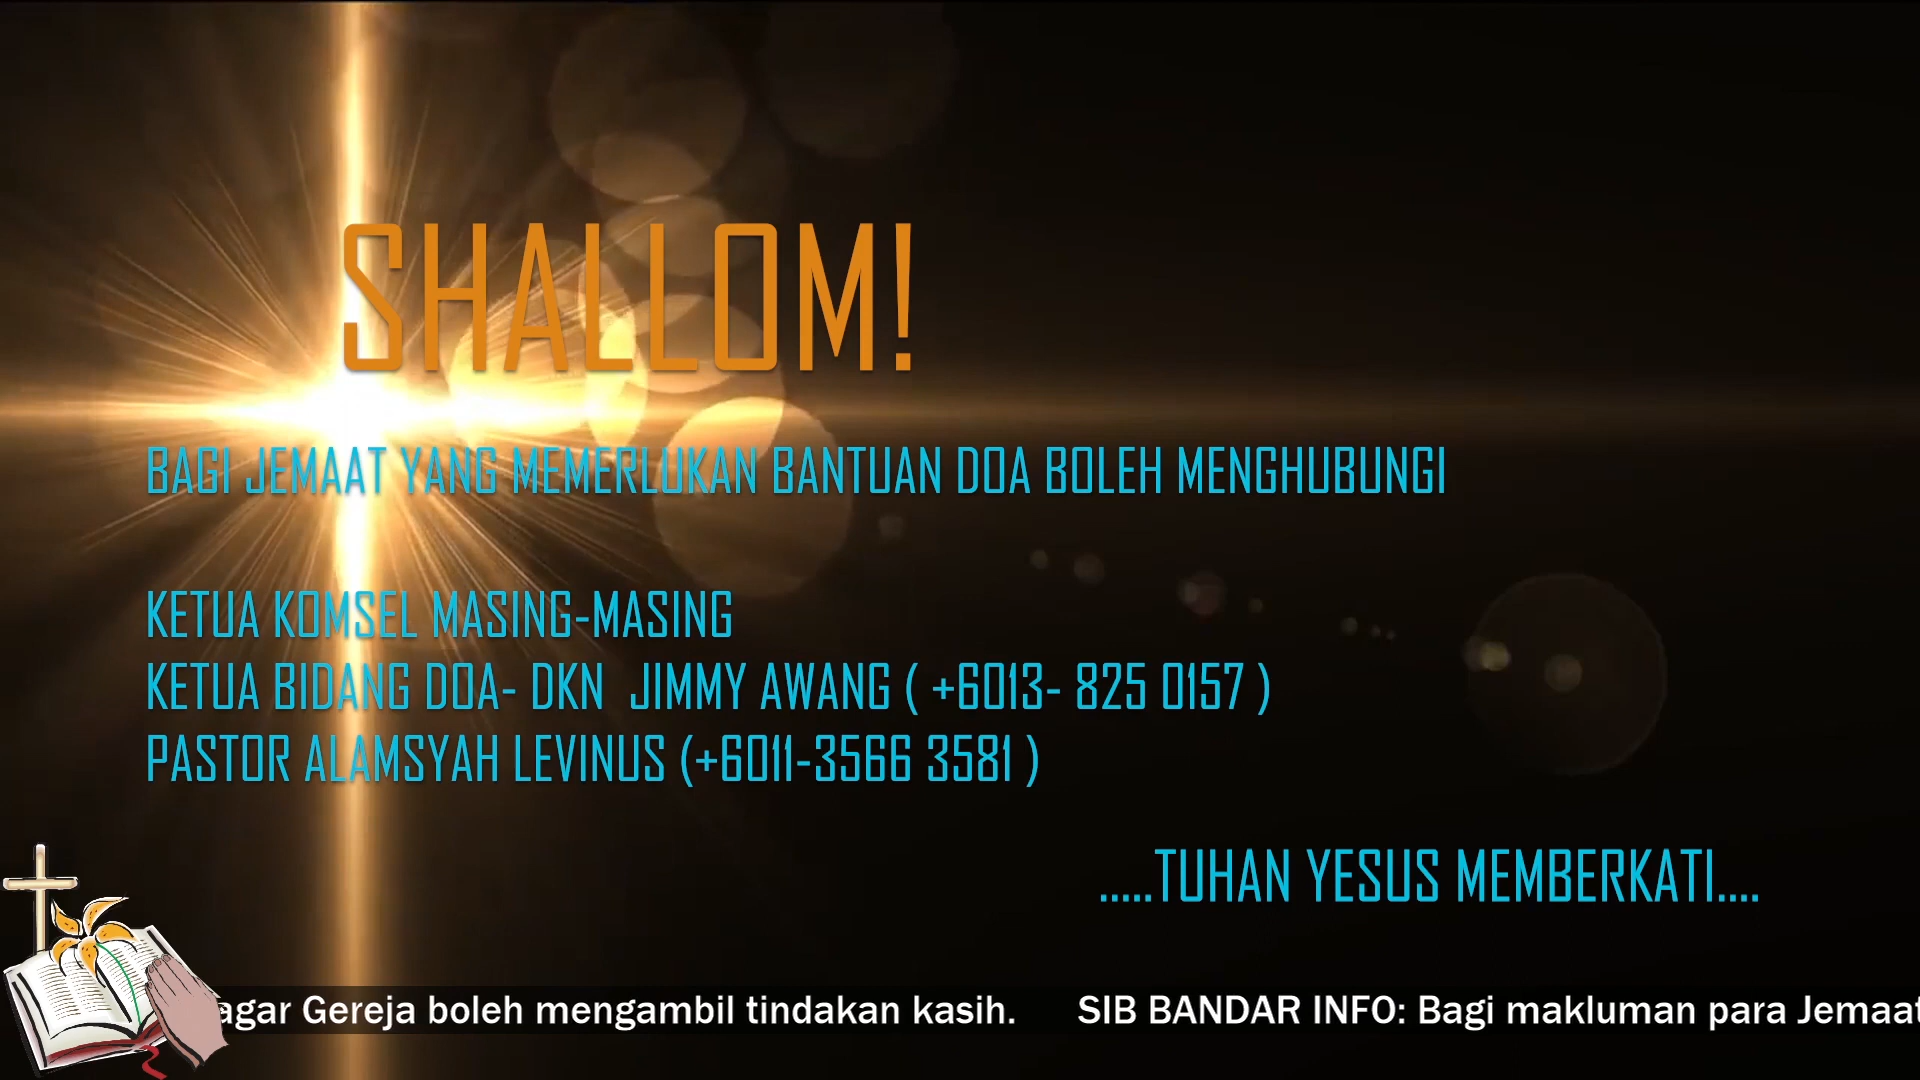 SHALLOM!
BAGI JEMAAT YANG MEMERLUKAN BANTUAN DOA BOLEH MENGHUBUNGI
KETUA KOMSEL MASING-MASING
KETUA BIDANG DOA- DKN  JIMMY AWANG ( +6013- 825 0157 )
PASTOR ALAMSYAH LEVINUS (+6011-3566 3581 )
.....TUHAN YESUS MEMBERKATI....
agar Gereja boleh mengambil tindakan kasih. SIB BANDAR INFO: Bagi makluman para Jemaat